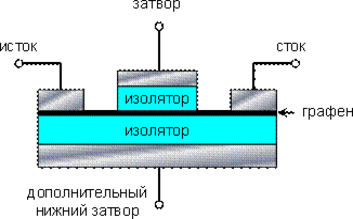 затвор
исток
сток
изолятор
графен
изолятор
дополнительный
нижний затвор